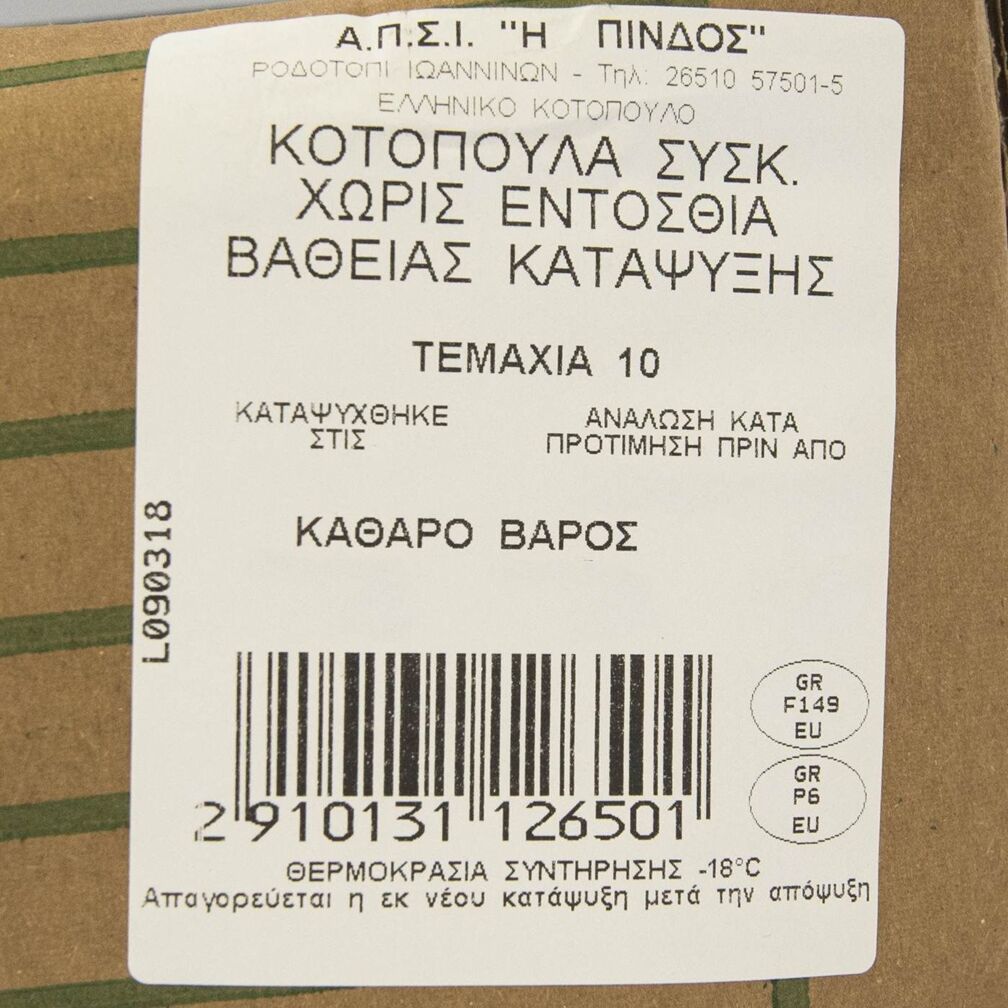 Α.Π.Σ.Ι. "Η ΠΙΝΔΟΣ"
ΡΟΔΟΤΟΠΙ ΙΩΑΝΝΙΝΩΝ - Τηλ: 26510 57501-5
ΕΛΛΗΝΙΚΟ ΚΟΤΟΠΟΥΛΟ
ΚΟΤΟΠΟΥΛΑ ΣΥΣΚ.
ΧΩΡΙΣ ΕΝΤΟΣΘΙΑ
ΒΑΘΕΙΑΣ ΚΑΤΑΨΥΞΗΣ
ΤΕΜΑΧΙΑ 10
ΚΑΤΑΨΥΧΘΗΚΕ
ΣΤΙΣ
ΑΝΑΛΩΣΗ ΚΑΤΑ
ΠΡΟΤΙΜΗΣΗ ΠΡΙΝ ΑΠΟ
ΚΑΘΑΡΟ ΒΑΡΟΣ
L090318
GR
F149
EU
GR
P6
EU
2 910131 126501
ΘΕΡΜΟΚΡΑΣΙΑ ΣΥΝΤΗΡΗΣΗΣ -18°C
Απαγορεύεται η εκ νέου κατάψυξη μετά την απόψυξη